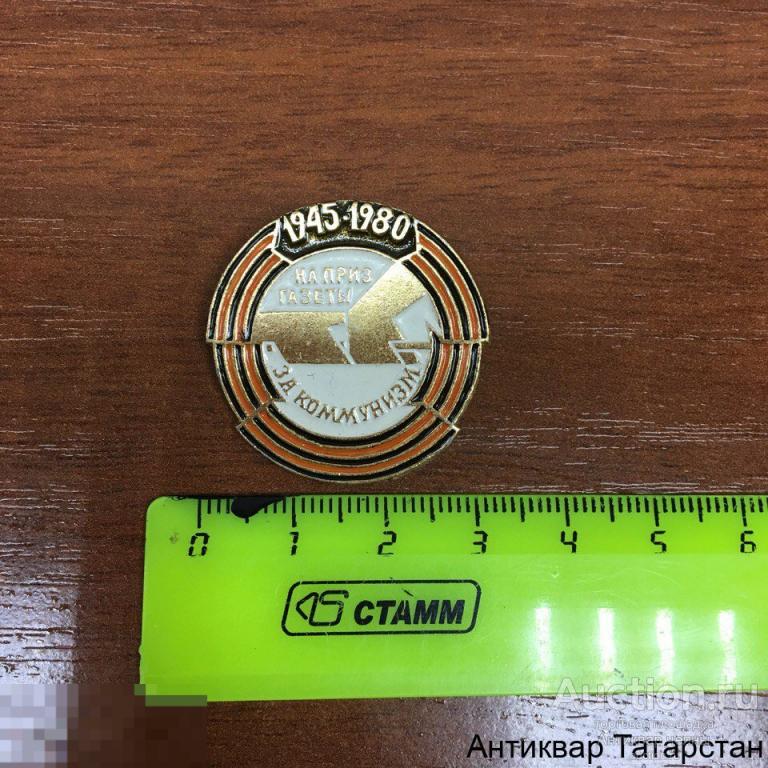 1945·1980
НА ПРИЗ
ГАЗЕТЫ
ЗА КОММУНИЗМ
0 1 2 3 4 5 6
СТАММ
Auction.ru
Антиквар Татарстан